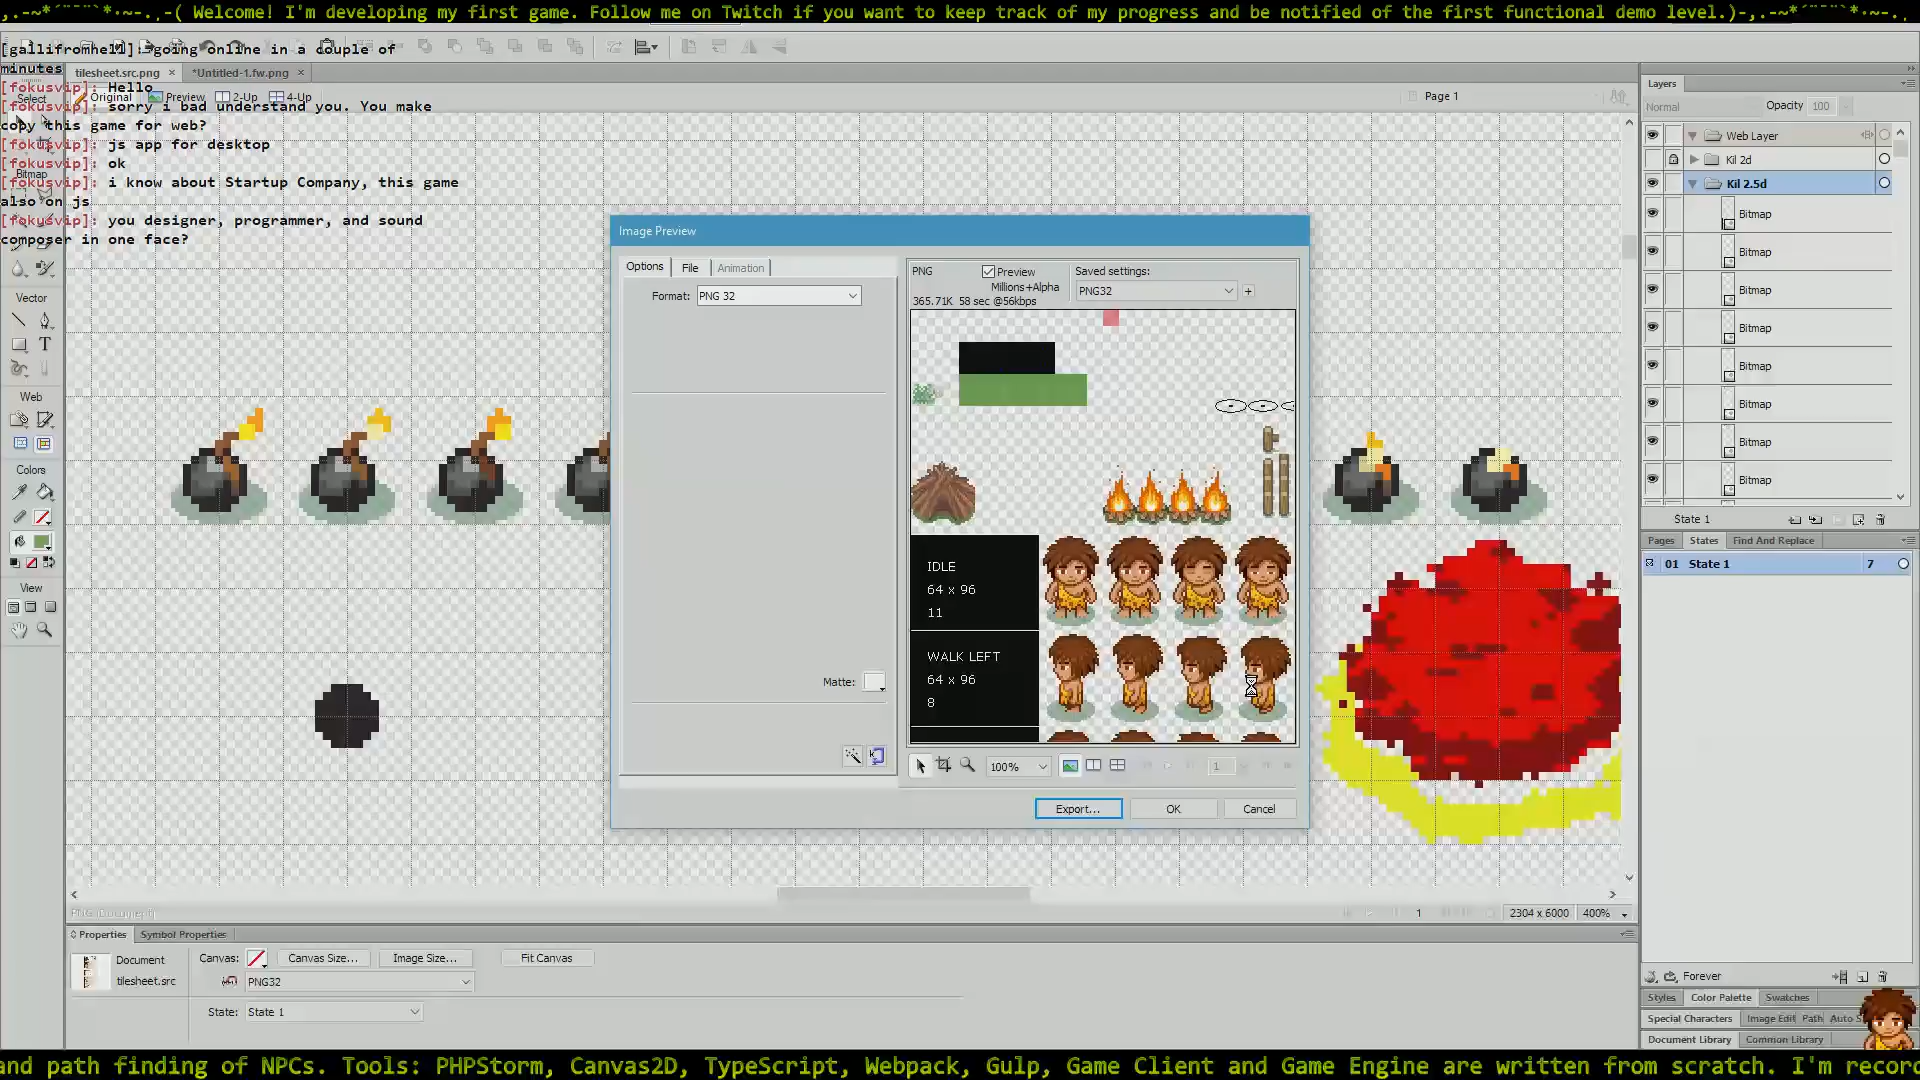 ,.-~*´¨¯¨`*·~-.¸-( Welcome! I'm developing my first game. Follow me on Twitch if you want to keep track of my progress and be notified of the first functional demo level.)-,.-~*´¨¯¨`*·~-.¸
[gallifromhell]: going online in a couple of
minutes
tilesheet.src.png
*Untitled-1.fw.png
[fokusvip]: Hello
Select
Original
Preview
2-Up
4-Up
Page 1
[fokusvip]: sorry i bad understand you. You make
copy this game for web?
[fokusvip]: js app for desktop
[fokusvip]: ok
Bitmap
[fokusvip]: i know about Startup Company, this game
also on js
[fokusvip]: you designer, programmer, and sound
composer in one face?
Vector
Web
Colors
View
Image Preview
Options
File
Animation
Format:
PNG 32
Matte:
PNG
Preview
Millions+Alpha
365.71K 58 sec @56kbps
Saved settings:
PNG32
IDLE
64 x 96
11
WALK LEFT
64 x 96
8
100%
1
Export...
OK
Cancel
Layers
Normal
Opacity
100
Web Layer
Kil 2d
Kil 2.5d
Bitmap
Bitmap
Bitmap
Bitmap
Bitmap
Bitmap
Bitmap
Bitmap
State 1
Pages
States
Find And Replace
01 State 1
7
Forever
Styles
Color Palette
Swatches
Special Characters
Image Edit
Path
Auto S
Document Library
Common Library
PNG (Document)
1
2304 x 6000
400%
Properties
Symbol Properties
Document
tilesheet.src
Canvas:
Canvas Size...
Image Size...
Fit Canvas
PNG32
State:
State 1
and path finding of NPCs. Tools: PHPStorm, Canvas2D, TypeScript, Webpack, Gulp, Game Client and Game Engine are written from scratch. I'm recor